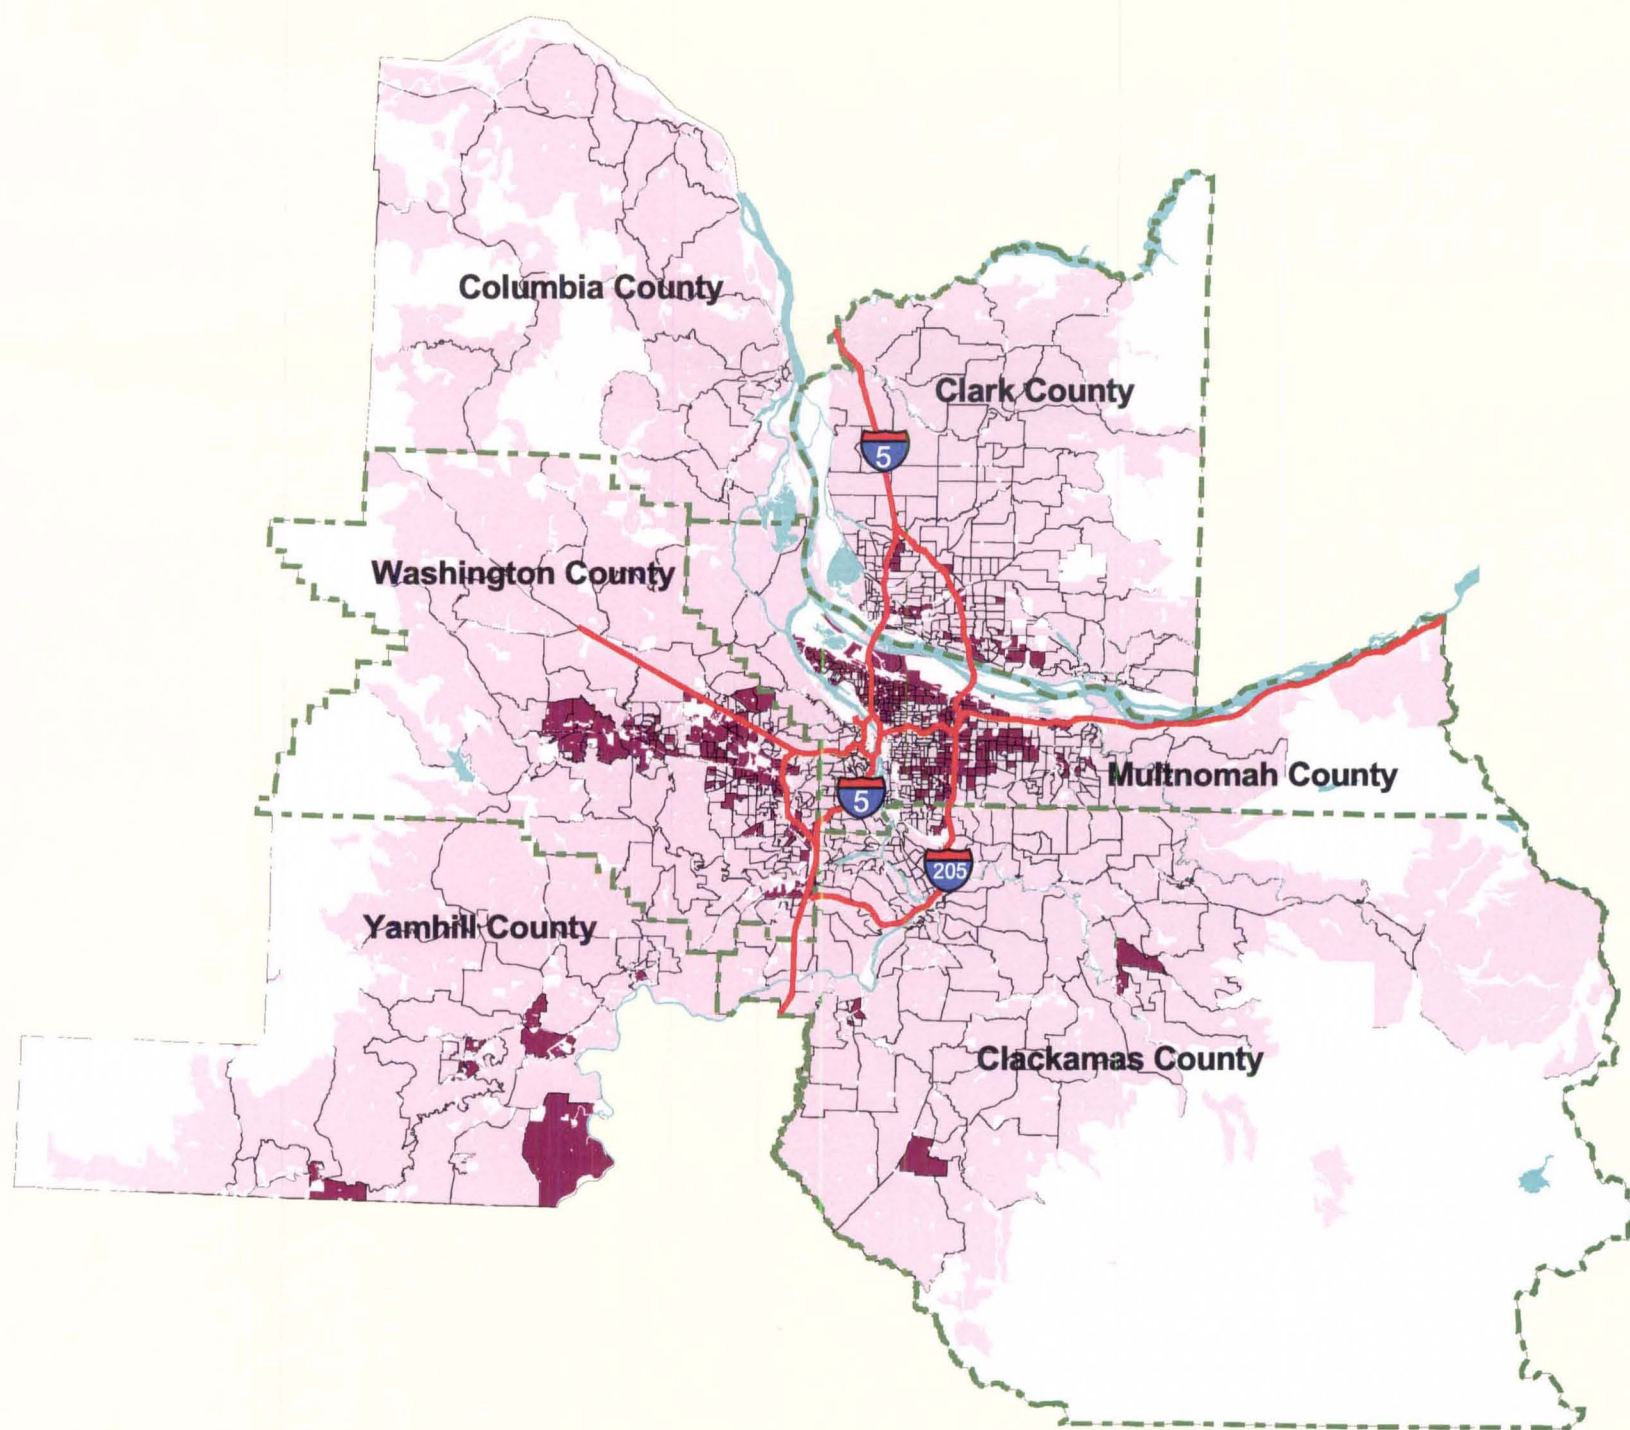 Columbia County
Clark County
5
Washington County
Multnomah County
5
205
Yamhill County
Clackamas County